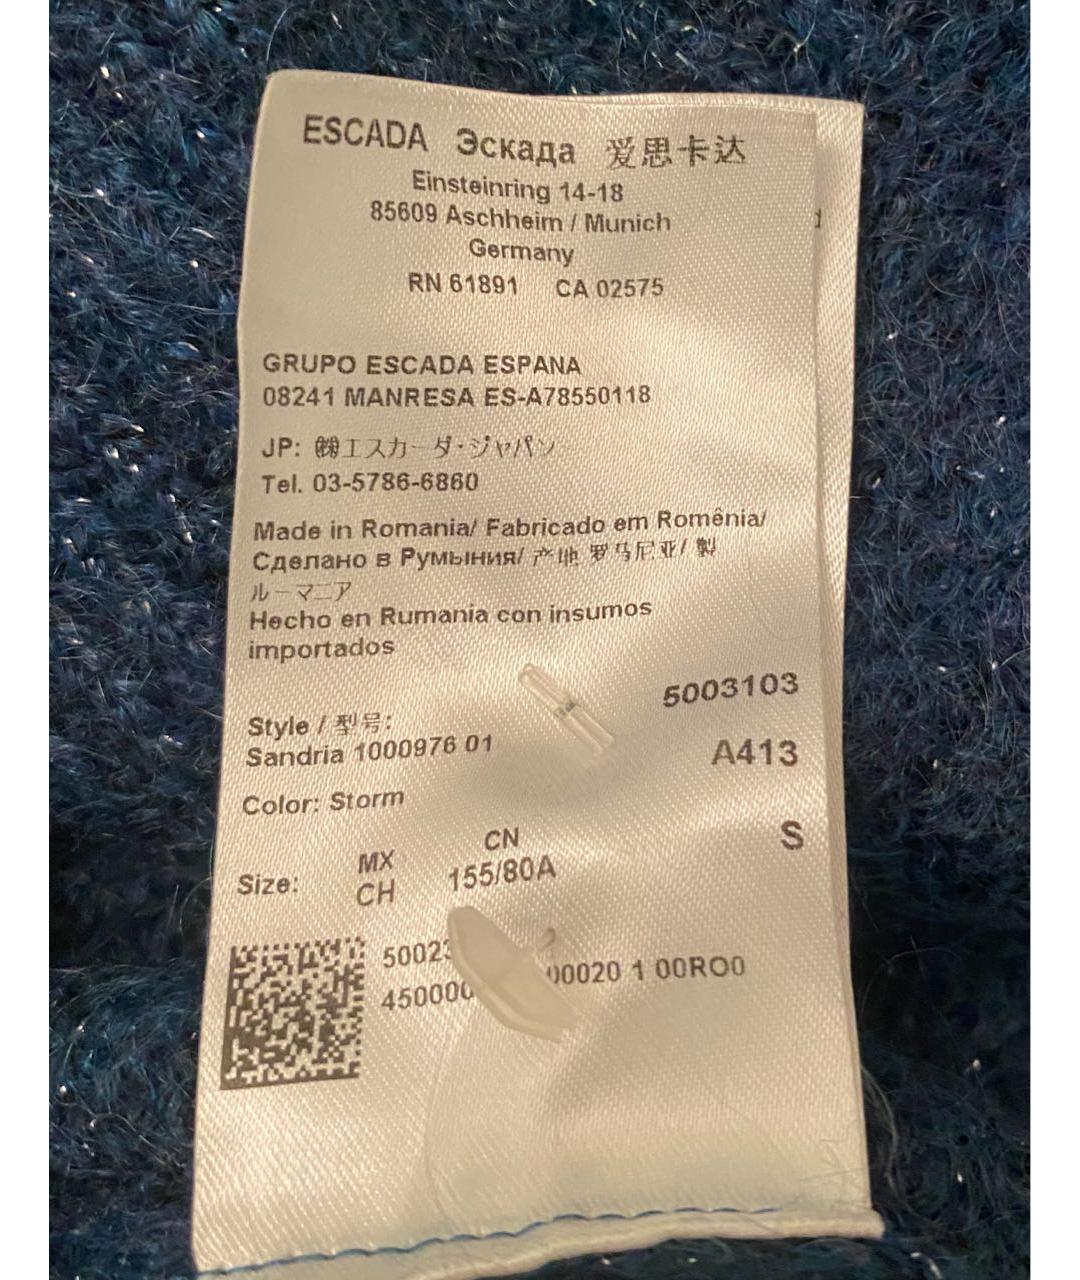 ESCADA Эскада 爱思卡达
Einsteinring 14-18
85609 Aschheim / Munich
Germany
RN 61891 CA 02575
GRUPO ESCADA ESPANA
08241 MANRESA ES-A78550118
JP: ㈱エスカーダ・ジャパン
Tel. 03-5786-6860
Made in Romania/ Fabricado em Romênia/
Сделано в Румыния/ 产地 罗马尼亚/ 製
ルーマニア
Hecho en Rumania con insumos
importados
5003103
Style / 型号:
Sandria 1000976 01
A413
Color: Storm
S
MX CN
Size: CH 155/80A
00020 1 00RO0